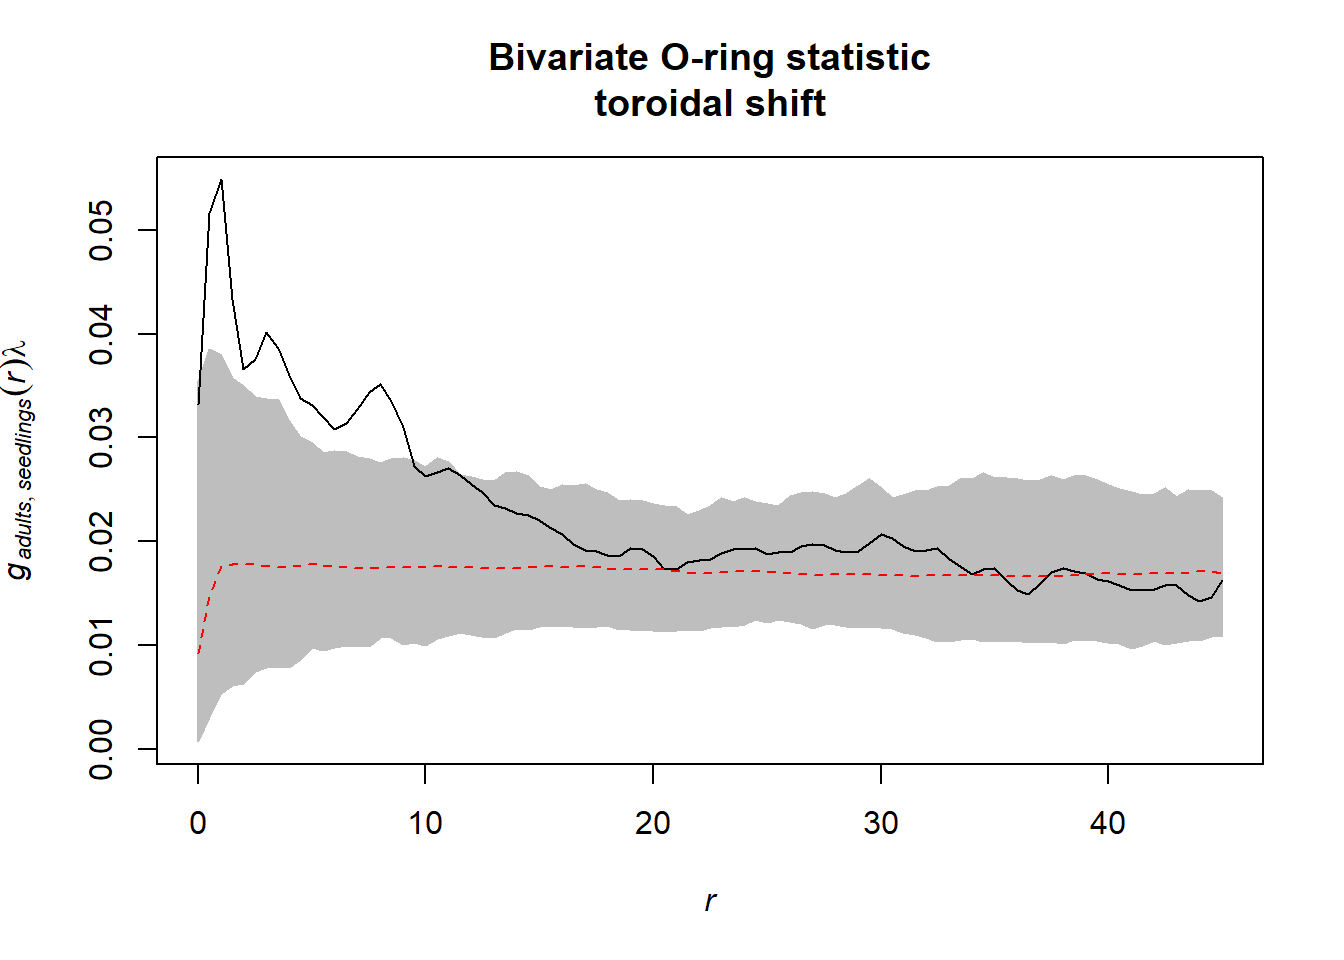 Bivariate O-ring statistic
toroidal shift
g adults, seedlings (r)λ
0.05
0.04
0.03
0.02
0.01
0.00
0 10 20 30 40
r